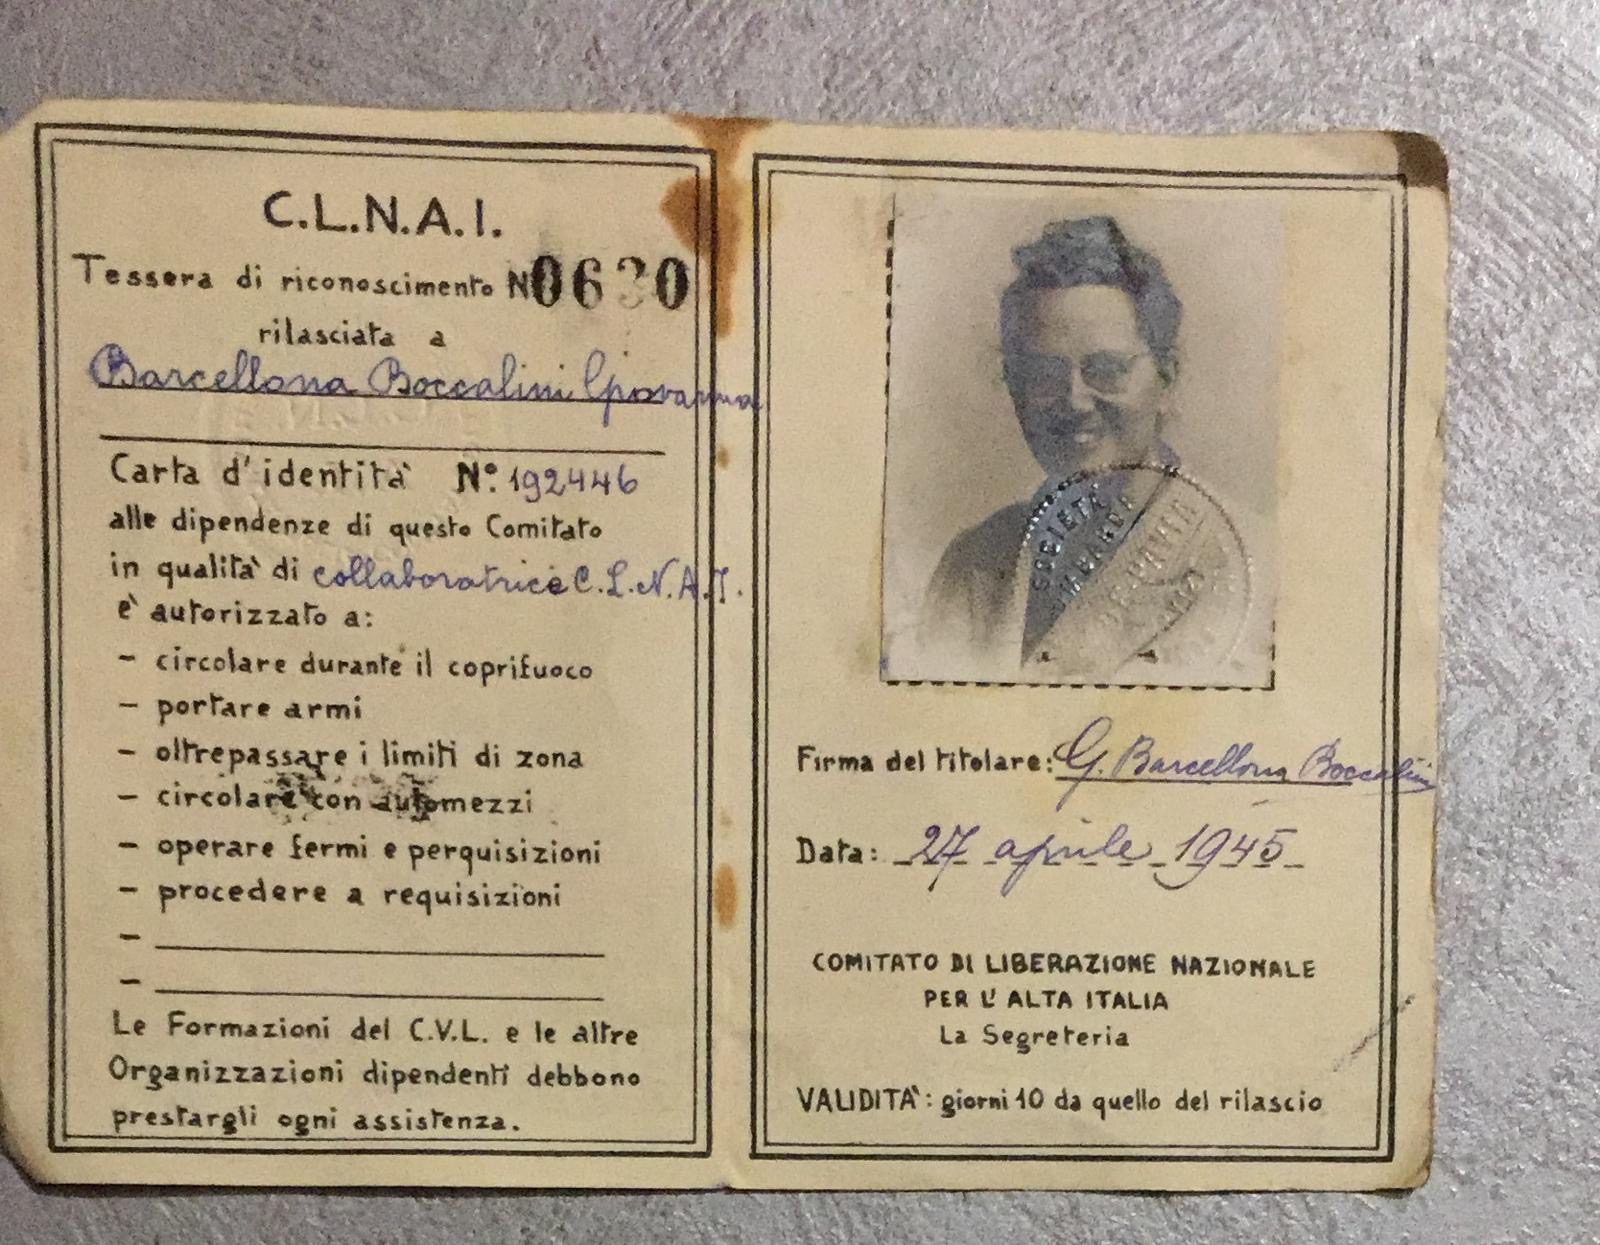 C.L.N.A.I.
Tessera di riconoscimento N 0630
rilasciata a
Barcellona Boccalini Giovanna
Carta d'identità N.º 192446
alle dipendenze di questo Comitato
in qualità di collaboratrice C.L.N.A.I.
è autorizzato a:
- circolare durante il coprifuoco
- portare armi
- oltrepassare i limiti di zona
- circolare con automezzi
- operare fermi e perquisizioni
- procedere a requisizioni
-
-
Le Formazioni del C.V.L. e le altre
Organizzazioni dipendenti debbono
prestargli ogni assistenza.
SOCIETÀ
Firma del titolare: G. Barcellona Boccalini
Data: 27 aprile 1945
COMITATO DI LIBERAZIONE NAZIONALE
PER L'ALTA ITALIA
La Segreteria
VALIDITÀ: giorni 10 da quello del rilascio